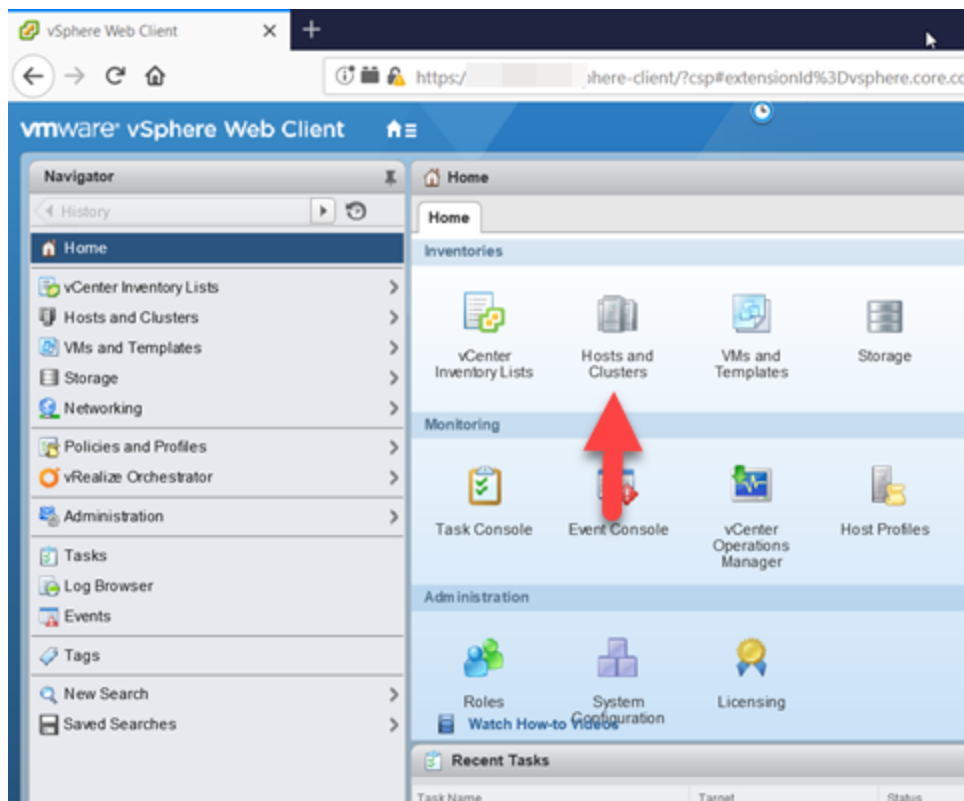 vSphere Web Client
https:/ here-client/?csp#extensionId%3Dvsphere.core.co
vmware® vSphere Web Client
Navigator
History
Home
vCenter Inventory Lists
Hosts and Clusters
VMs and Templates
Storage
Networking
Policies and Profiles
vRealize Orchestrator
Administration
Tasks
Log Browser
Events
Tags
New Search
Saved Searches
Home
Home
Inventories
vCenter
Inventory Lists
Hosts and
Clusters
VMs and
Templates
Storage
Monitoring
Task Console
Event Console
vCenter
Operations
Manager
Host Profiles
Administration
Roles
System
Configuration
Licensing
Watch How-to Videos
Recent Tasks
Task Name Target Status